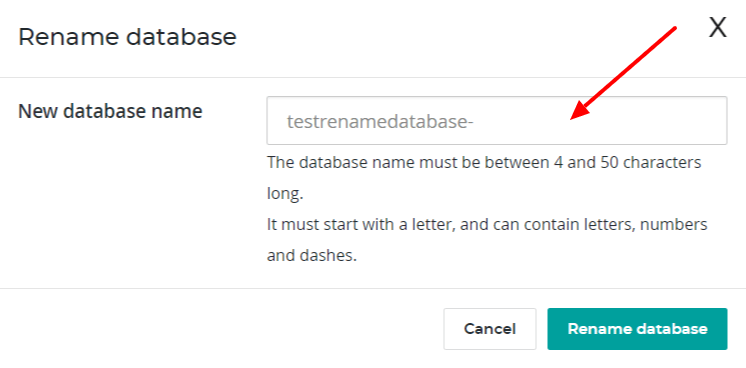 Rename database
X
New database name
testrenamedatabase-
The database name must be between 4 and 50 characters
long.
It must start with a letter, and can contain letters, numbers
and dashes.
Cancel
Rename database